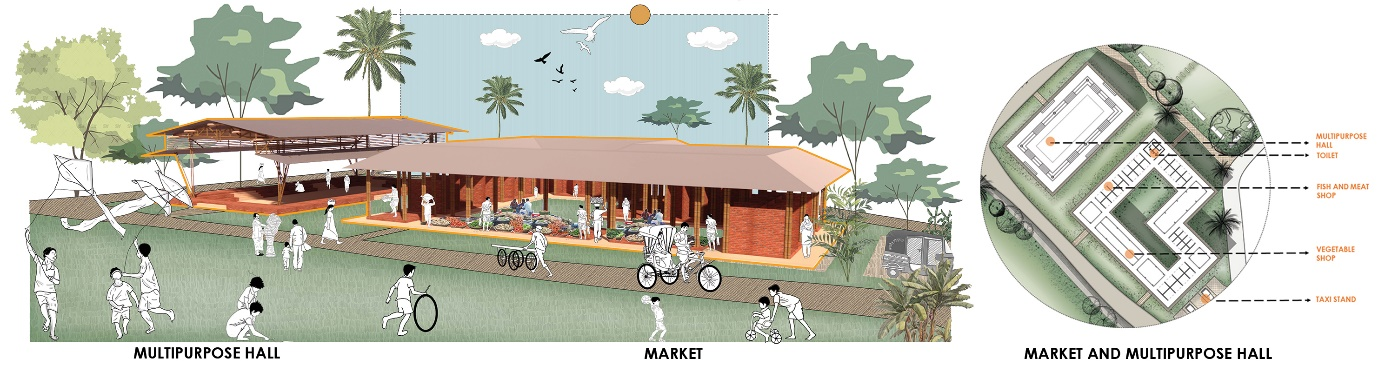 MULTIPURPOSE
HALL
TOILET
FISH AND MEAT
SHOP
VEGETABLE
SHOP
TAXI STAND
MULTIPURPOSE HALL
MARKET
MARKET AND MULTIPURPOSE HALL